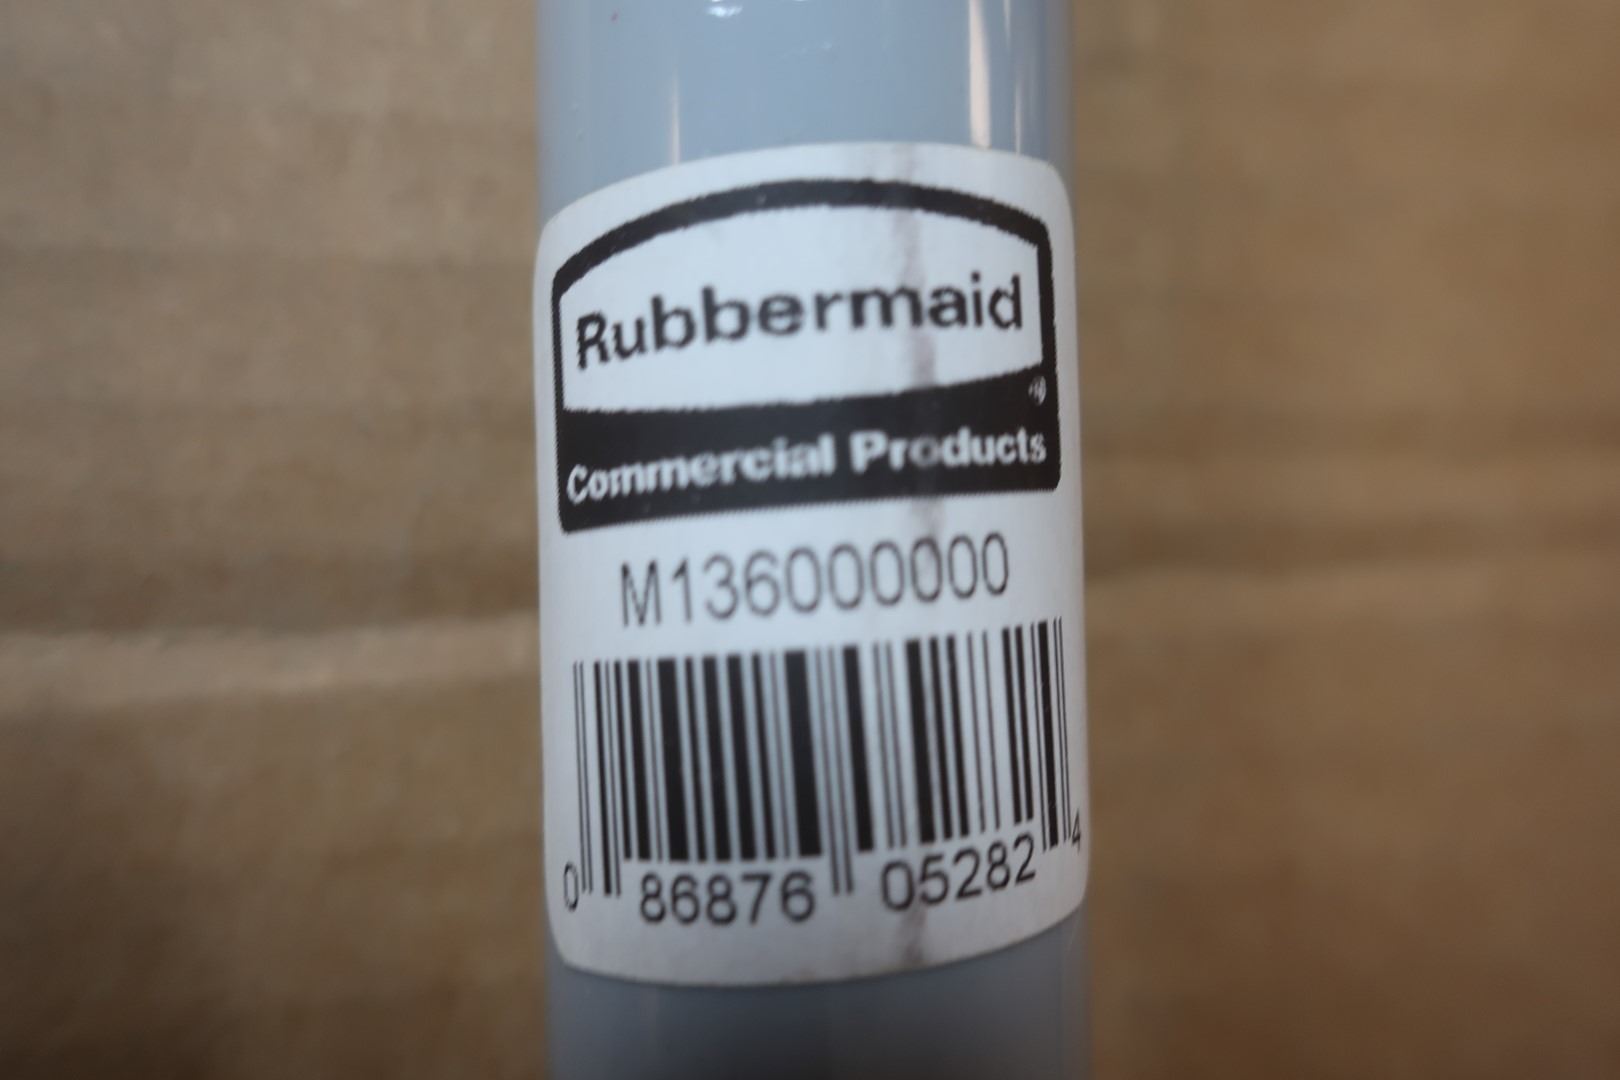 Rubbermaid
®
Commercial Products
M136000000
0 86876 05282 4